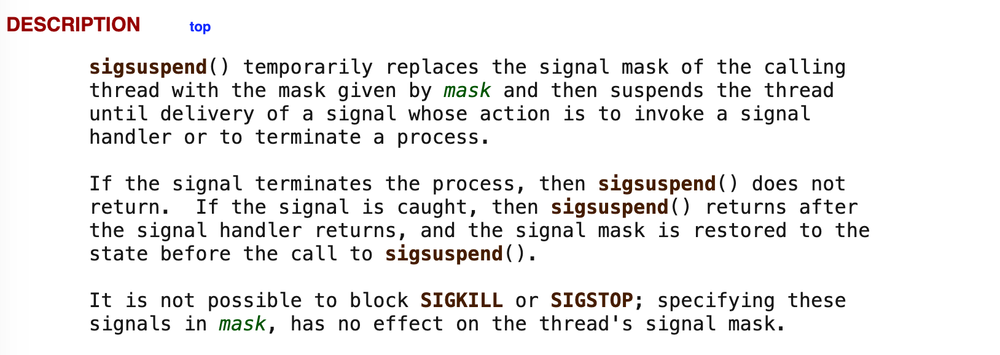 DESCRIPTION top
sigsuspend() temporarily replaces the signal mask of the calling
thread with the mask given by mask and then suspends the thread
until delivery of a signal whose action is to invoke a signal
handler or to terminate a process.
If the signal terminates the process, then sigsuspend() does not
return.  If the signal is caught, then sigsuspend() returns after
the signal handler returns, and the signal mask is restored to the
state before the call to sigsuspend().
It is not possible to block SIGKILL or SIGSTOP; specifying these
signals in mask, has no effect on the thread's signal mask.